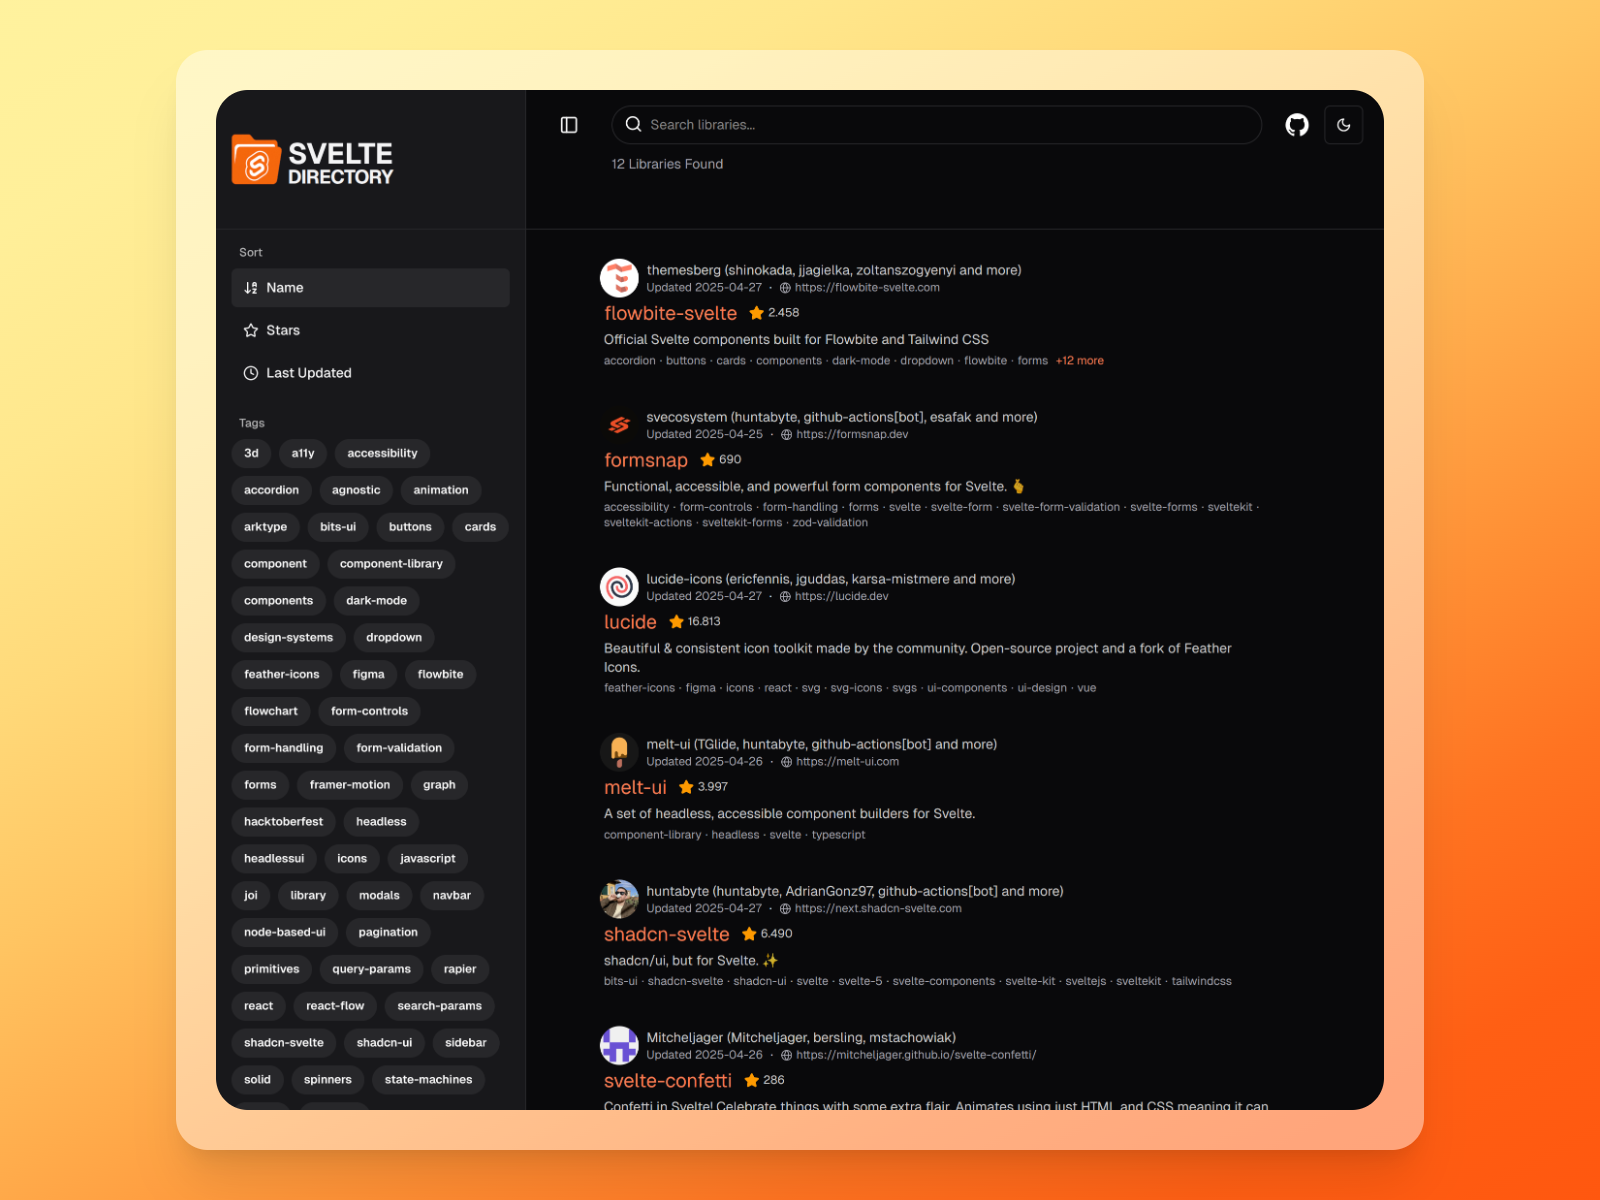 SVELTE
DIRECTORY
Search libraries...
12 Libraries Found
Sort
Name
Stars
Last Updated
Tags
3d a11y accessibility
accordion agnostic animation
arktype bits-ui buttons cards
component component-library
components dark-mode
design-systems dropdown
feather-icons figma flowbite
flowchart form-controls
form-handling form-validation
forms framer-motion graph
hacktoberfest headless
headlessui icons javascript
joi library modals navbar
node-based-ui pagination
primitives query-params rapier
react react-flow search-params
shadcn-svelte shadcn-ui sidebar
solid spinners state-machines
themesberg (shinokada, jjagielka, zoltanszogyenyi and more)
Updated 2025-04-27 · https://flowbite-svelte.com
flowbite-svelte 2.458
Official Svelte components built for Flowbite and Tailwind CSS
accordion · buttons · cards · components · dark-mode · dropdown · flowbite · forms +12 more
svecosystem (huntabyte, github-actions[bot], esafak and more)
Updated 2025-04-25 · https://formsnap.dev
formsnap 690
Functional, accessible, and powerful form components for Svelte. 🫰
accessibility · form-controls · form-handling · forms · svelte · svelte-form · svelte-form-validation · svelte-forms · sveltekit ·
sveltekit-actions · sveltekit-forms · zod-validation
lucide-icons (ericfennis, jguddas, karsa-mistmere and more)
Updated 2025-04-27 · https://lucide.dev
lucide 16.813
Beautiful & consistent icon toolkit made by the community. Open-source project and a fork of Feather
Icons.
feather-icons · figma · icons · react · svg · svg-icons · svgs · ui-components · ui-design · vue
melt-ui (TGlide, huntabyte, github-actions[bot] and more)
Updated 2025-04-26 · https://melt-ui.com
melt-ui 3.997
A set of headless, accessible component builders for Svelte.
component-library · headless · svelte · typescript
huntabyte (huntabyte, AdrianGonz97, github-actions[bot] and more)
Updated 2025-04-27 · https://next.shadcn-svelte.com
shadcn-svelte 6.490
shadcn/ui, but for Svelte. ✨
bits-ui · shadcn-svelte · shadcn-ui · svelte · svelte-5 · svelte-components · svelte-kit · sveltejs · sveltekit · tailwindcss
Mitcheljager (Mitcheljager, bersling, mstachowiak)
Updated 2025-04-26 · https://mitcheljager.github.io/svelte-confetti/
svelte-confetti 286
Confetti in Svelte! Celebrate things with some extra flair. Animates using just HTML and CSS meaning it can